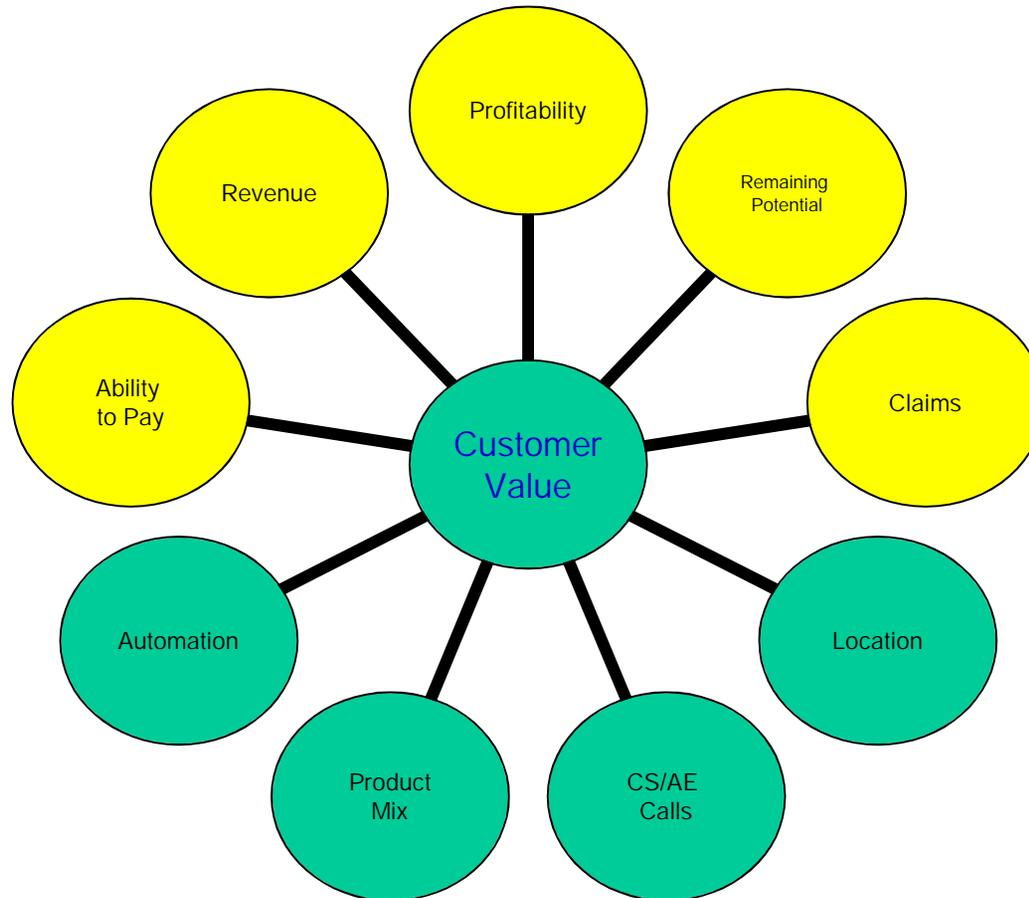 Profitability
Revenue
Remaining
Potential
Ability
to Pay
Claims
Customer
Value
Automation
Location
Product
Mix
CS/AE
Calls